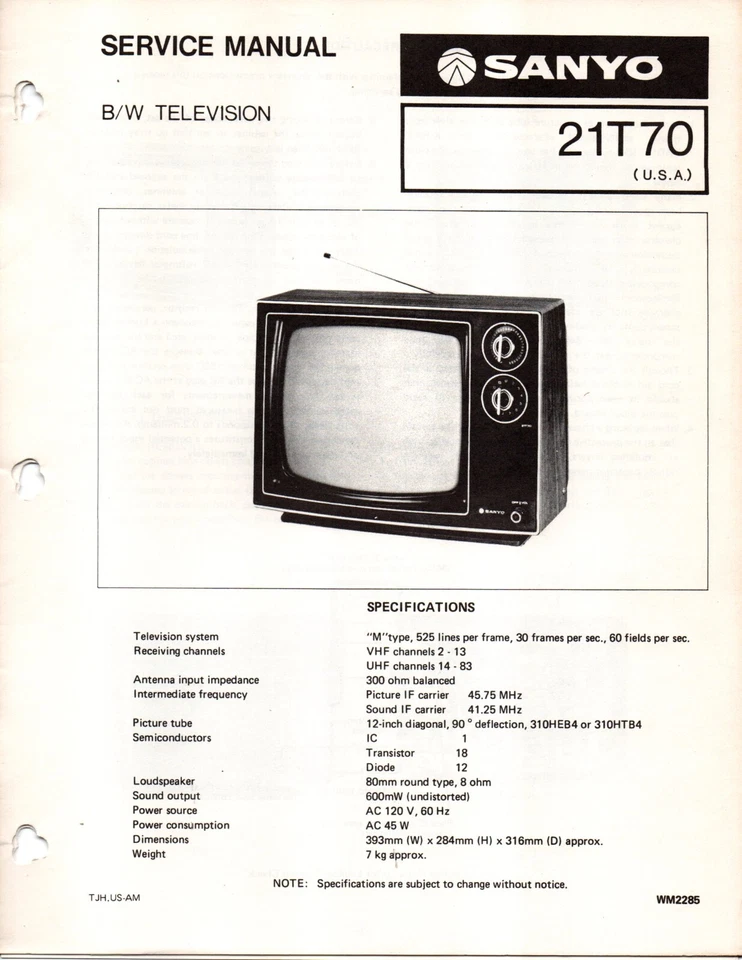 SERVICE MANUAL
SANYO
B/W TELEVISION
21T70
( U.S.A.)
SANYO
SPECIFICATIONS
Television system "M"type, 525 lines per frame, 30 frames per sec., 60 fields per sec.
Receiving channels VHF channels 2 - 13
UHF channels 14 - 83
Antenna input impedance 300 ohm balanced
Intermediate frequency Picture IF carrier 45.75 MHz
Sound IF carrier 41.25 MHz
Picture tube 12-inch diagonal, 90° deflection, 310HEB4 or 310HTB4
Semiconductors IC 1
Transistor 18
Diode 12
Loudspeaker 80mm round type, 8 ohm
Sound output 600mW (undistorted)
Power source AC 120 V, 60 Hz
Power consumption AC 45 W
Dimensions 393mm (W) x 284mm (H) x 316mm (D) approx.
Weight 7 kg approx.
NOTE: Specifications are subject to change without notice.
TJH,US-AM WM2285